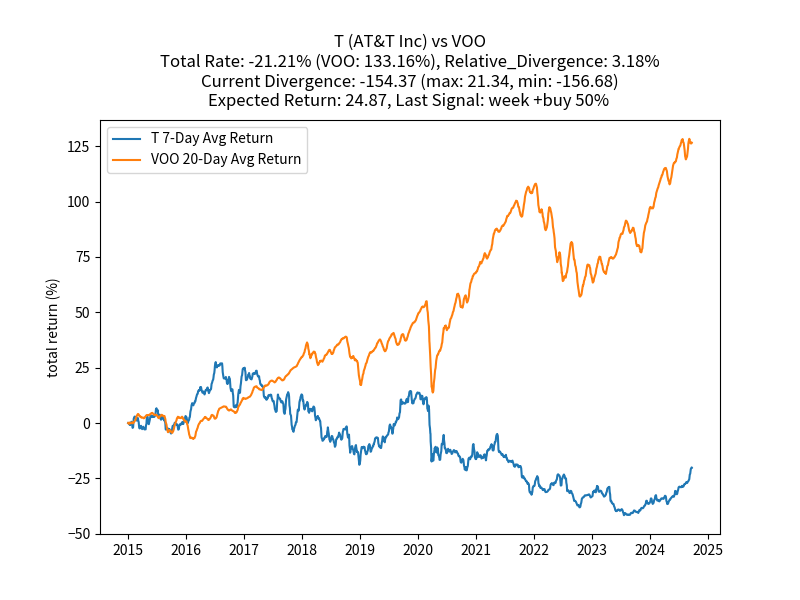 T (AT&T Inc) vs VOO
Total Rate: -21.21% (VOO: 133.16%), Relative_Divergence: 3.18%
Current Divergence: -154.37 (max: 21.34, min: -156.68)
Expected Return: 24.87, Last Signal: week +buy 50%
T 7-Day Avg Return
VOO 20-Day Avg Return
total return (%)
125
100
75
50
25
0
−25
−50
2015 2016 2017 2018 2019 2020 2021 2022 2023 2024 2025